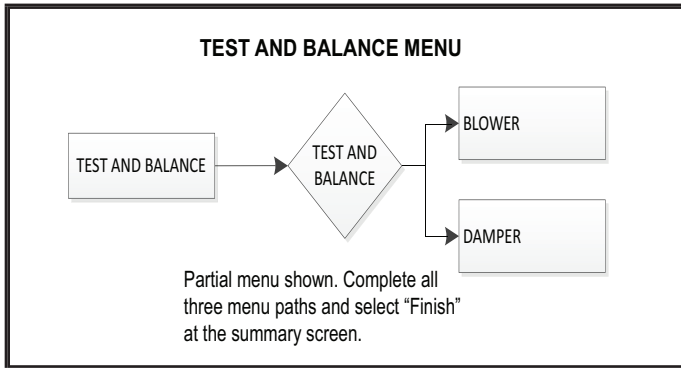 TEST AND BALANCE MENU
TEST AND BALANCE
TEST AND
BALANCE
BLOWER
DAMPER
Partial menu shown. Complete all
three menu paths and select “Finish”
at the summary screen.